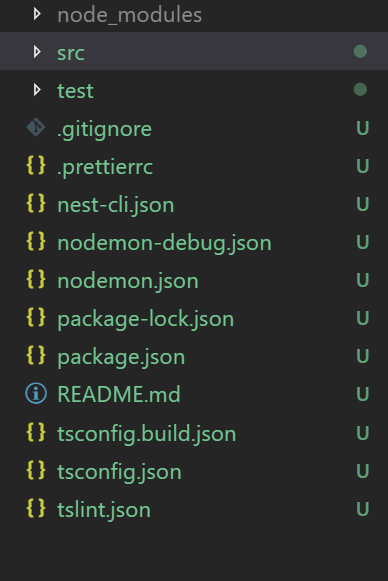 node_modules
src
test
.gitignore U
{} .prettierrc U
{} nest-cli.json U
{} nodemon-debug.json U
{} nodemon.json U
{} package-lock.json U
{} package.json U
README.md U
{} tsconfig.build.json U
{} tsconfig.json U
{} tslint.json U